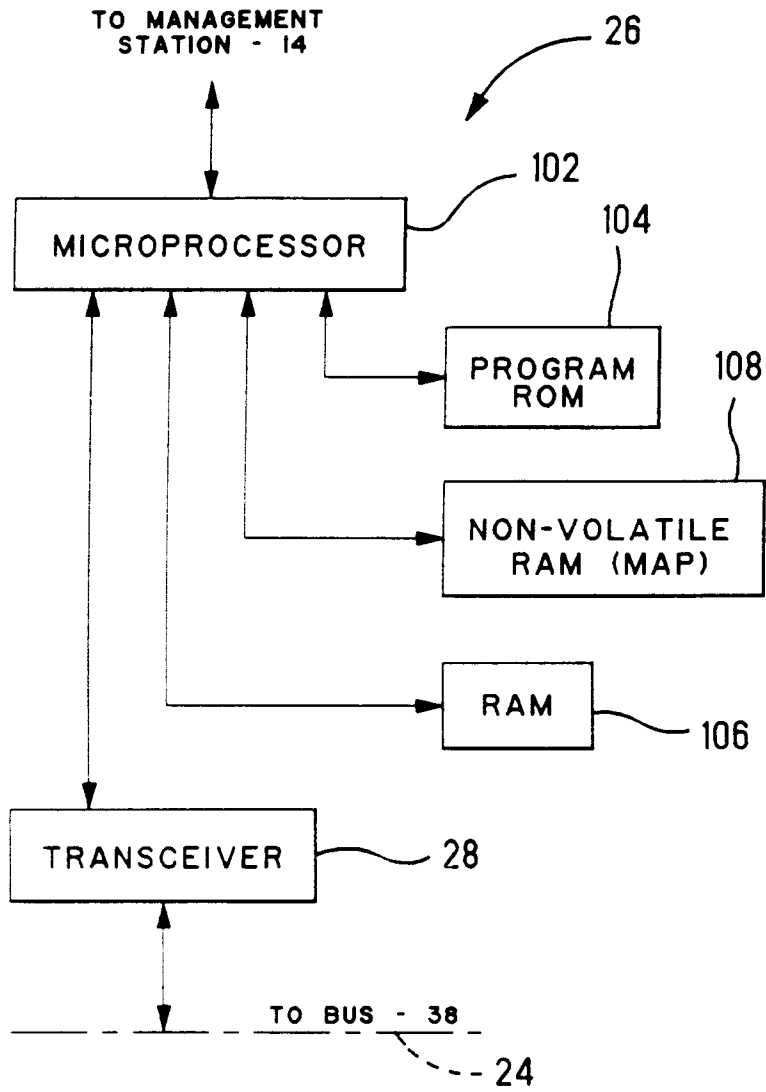 TO MANAGEMENT
STATION - 14
26
102
MICROPROCESSOR
104
PROGRAM
ROM
108
NON-VOLATILE
RAM (MAP)
RAM
106
TRANSCEIVER
28
TO BUS - 38
24